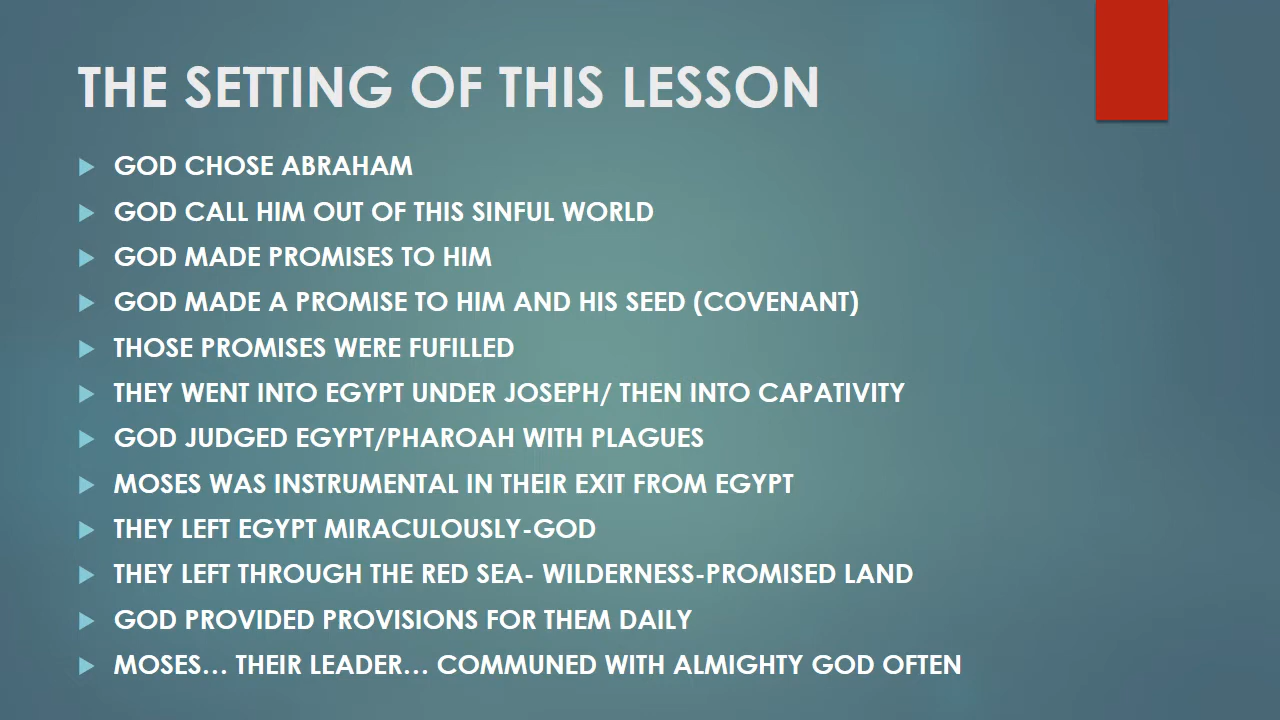 THE SETTING OF THIS LESSON
GOD CHOSE ABRAHAM
GOD CALL HIM OUT OF THIS SINFUL WORLD
GOD MADE PROMISES TO HIM
GOD MADE A PROMISE TO HIM AND HIS SEED (COVENANT)
THOSE PROMISES WERE FUFILLED
THEY WENT INTO EGYPT UNDER JOSEPH/ THEN INTO CAPATIVITY
GOD JUDGED EGYPT/PHAROAH WITH PLAGUES
MOSES WAS INSTRUMENTAL IN THEIR EXIT FROM EGYPT
THEY LEFT EGYPT MIRACULOUSLY-GOD
THEY LEFT THROUGH THE RED SEA- WILDERNESS-PROMISED LAND
GOD PROVIDED PROVISIONS FOR THEM DAILY
MOSES... THEIR LEADER... COMMUNED WITH ALMIGHTY GOD OFTEN